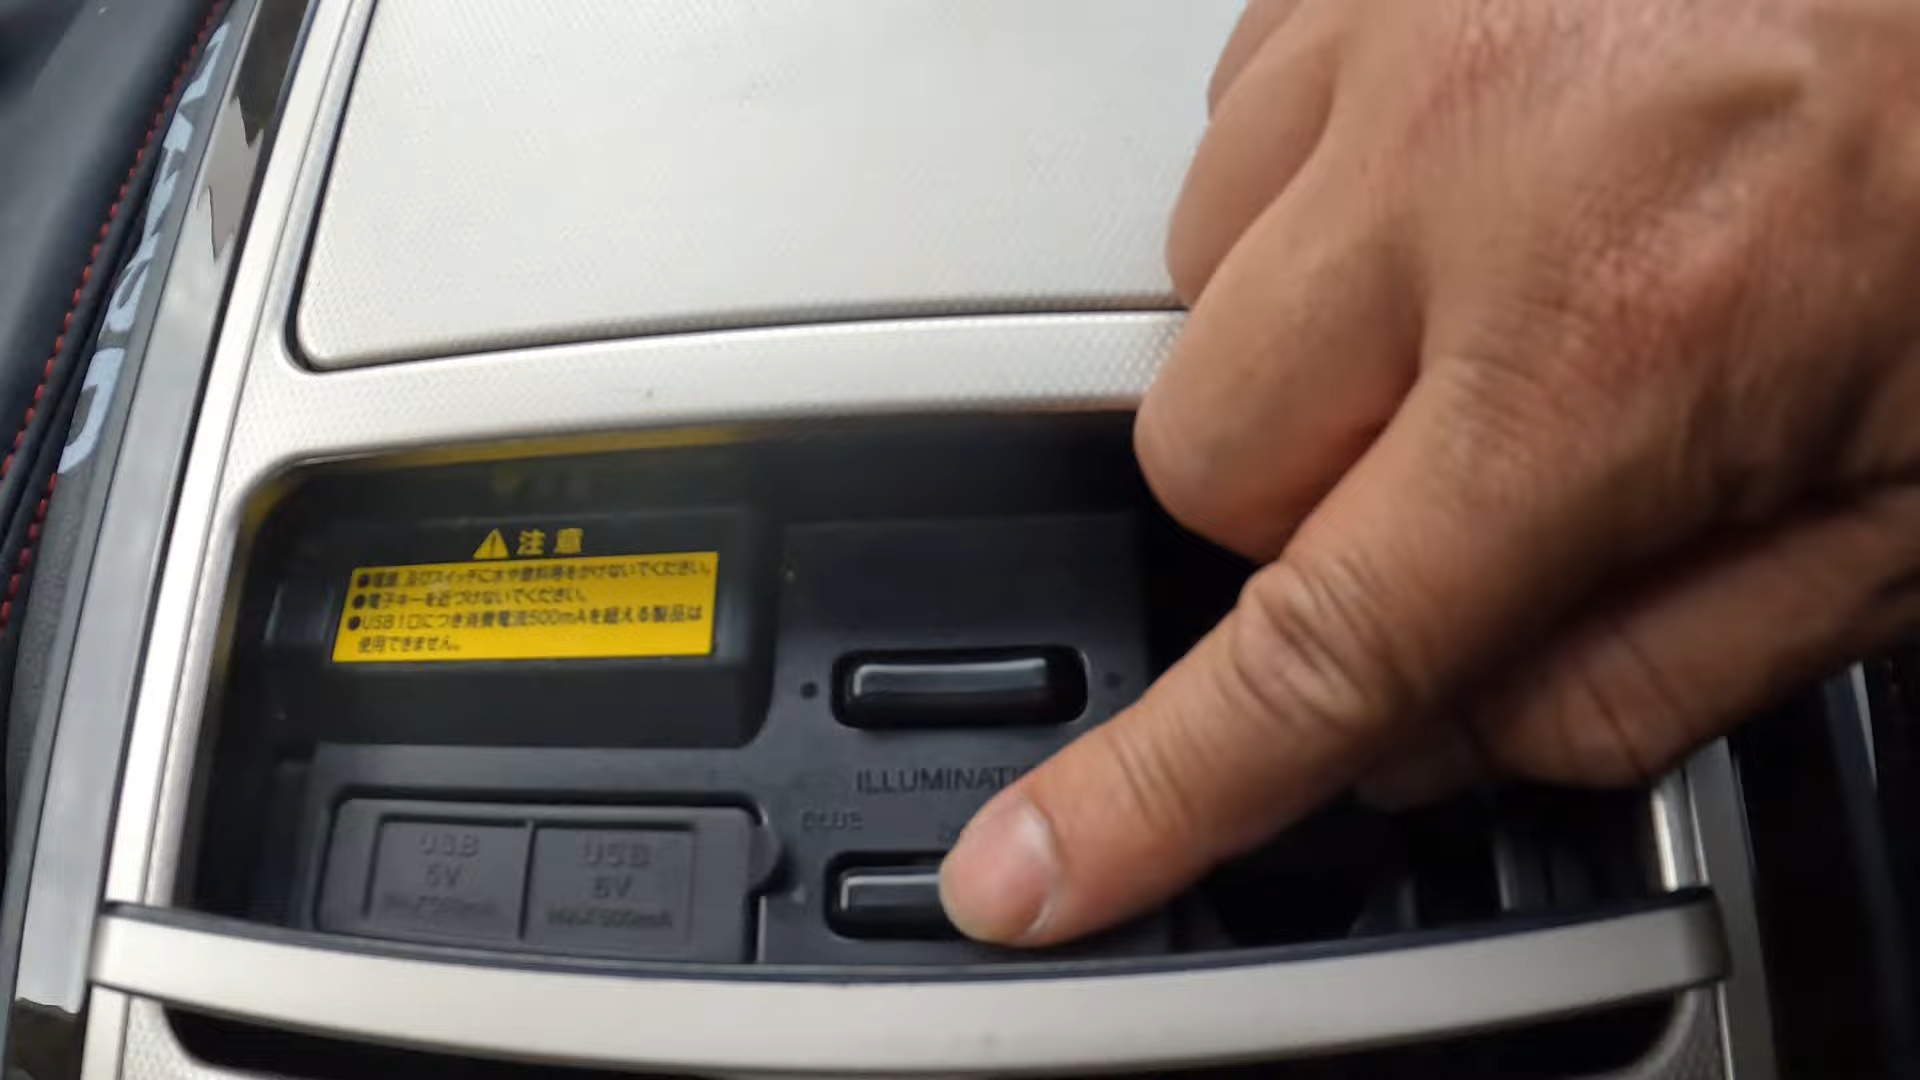 注意
●電源、及びスイッチに水や飲料等をかけないでください。
●電子キーを近づけないでください。
●USB1口につき消費電流500mAを超える製品は
使用できません。
ILLUMINATI
BLUE
USB
5V
MAX500mA
USB
5V
MAX500mA